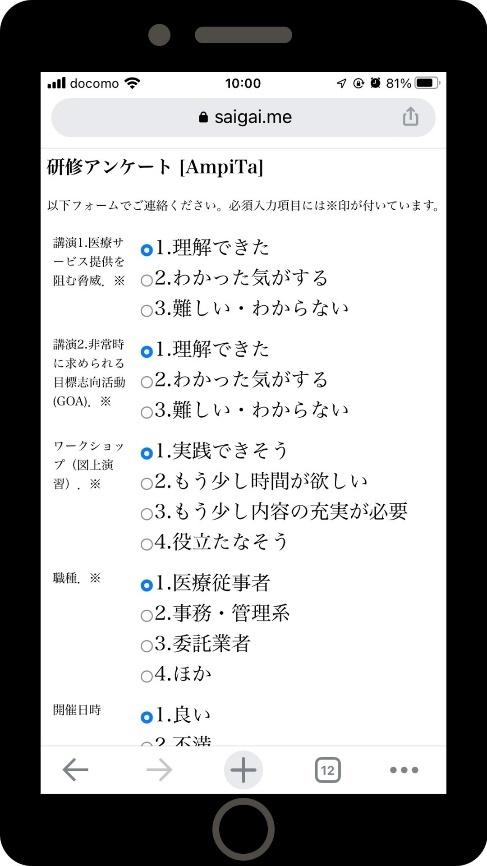 docomo 10:00 81%
saigai.me
研修アンケート [AmpiTa]
以下フォームでご連絡ください。必須入力項目には※印が付いています。
講演1.医療サ
ービス提供を
阻む脅威．※
1.理解できた
2.わかった気がする
3.難しい・わからない
講演2.非常時
に求められる
目標志向活動
(GOA)．※
1.理解できた
2.わかった気がする
3.難しい・わからない
ワークショッ
プ（図上演
習）．※
1.実践できそう
2.もう少し時間が欲しい
3.もう少し内容の充実が必要
4.役立たなそう
職種．※
1.医療従事者
2.事務・管理系
3.委託業者
4.ほか
開催日時
1.良い
2.不満
12